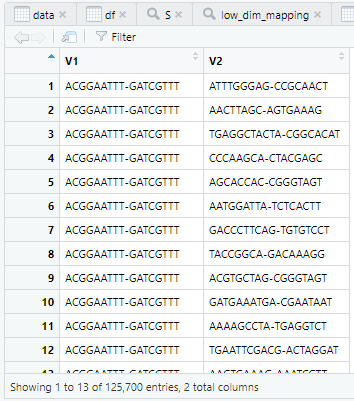 data df S low_dim_mapping
Filter
V1 V2
1 ACGGAATTT-GATCGTTT ATTTGGGAG-CCGCAACT
2 ACGGAATTT-GATCGTTT AACTTAGC-AGTGAAAG
3 ACGGAATTT-GATCGTTT TGAGGCTACTA-CGGCACAT
4 ACGGAATTT-GATCGTTT CCCAAGCA-CTACGAGC
5 ACGGAATTT-GATCGTTT AGCACCAC-CGGGTAGT
6 ACGGAATTT-GATCGTTT AATGGATTA-TCTCACTT
7 ACGGAATTT-GATCGTTT GACCCTTCAG-TGTGTCCT
8 ACGGAATTT-GATCGTTT TACCGGCA-GACAAAGG
9 ACGGAATTT-GATCGTTT ACGTGCTAG-CGGGTAGT
10 ACGGAATTT-GATCGTTT GATGAAATGA-CGAATAAT
11 ACGGAATTT-GATCGTTT AAAAGCCTA-TGAGGTCT
12 ACGGAATTT-GATCGTTT TGAATTCGACG-ACTAGGAT
Showing 1 to 13 of 125,700 entries, 2 total columns